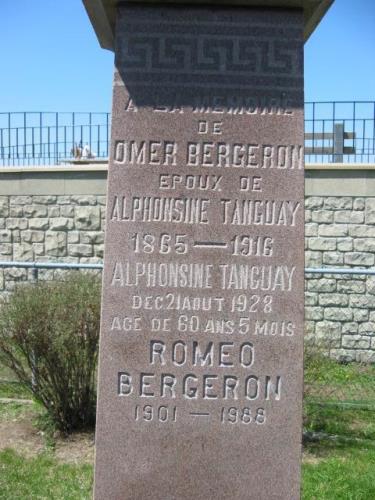 A LA MEMOIRE
DE
OMER BERGERON
EPOUX DE
ALPHONSINE TANGUAY
1865 — 1916
ALPHONSINE TANGUAY
DEC 21 AOUT 1928
AGE DE 60 ANS 5 MOIS
ROMEO
BERGERON
1901 — 1988